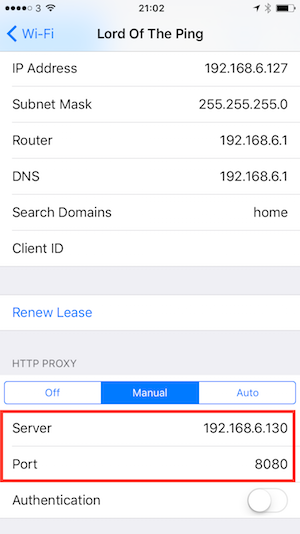 3 21:02
Wi-Fi Lord Of The Ping
IP Address 192.168.6.127
Subnet Mask 255.255.255.0
Router 192.168.6.1
DNS 192.168.6.1
Search Domains home
Client ID
Renew Lease
HTTP PROXY
Off Manual Auto
Server 192.168.6.130
Port 8080
Authentication